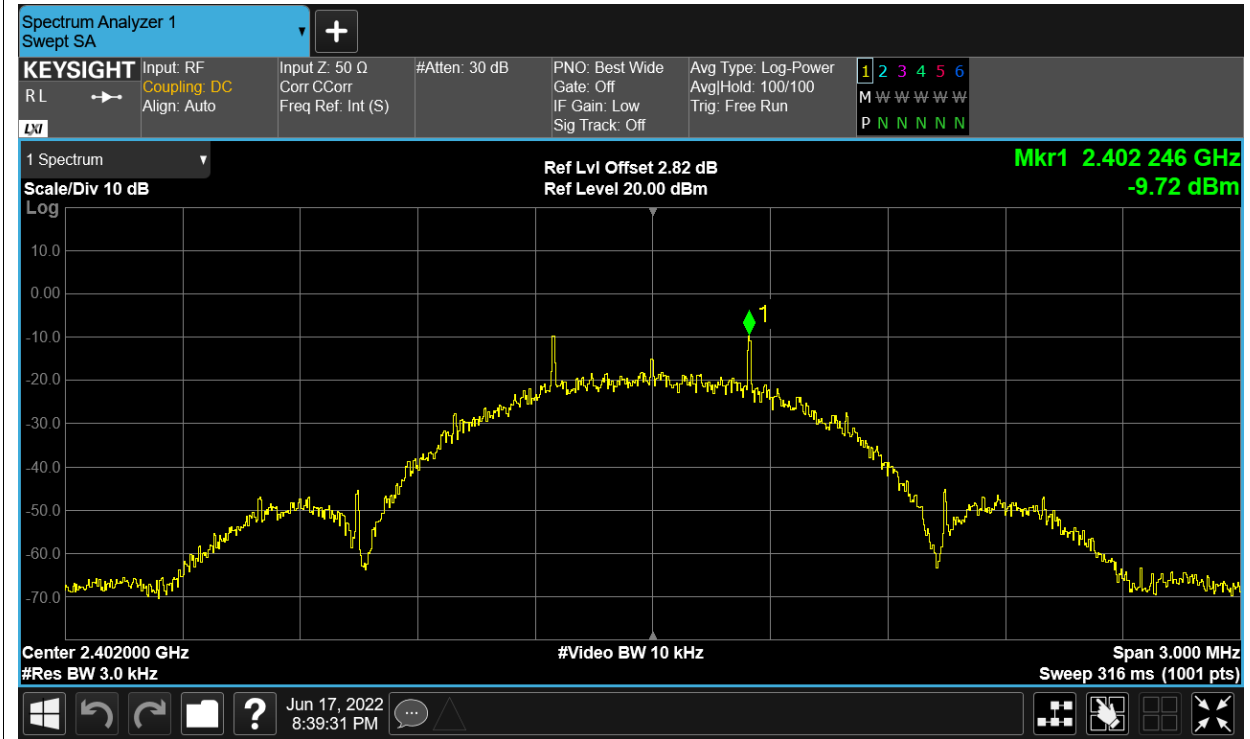 Spectrum Analyzer 1
Swept SA
+
KEYSIGHT
R L
LXI
Input: RF
Coupling: DC
Align: Auto
Input Z: 50 Ω
Corr CCorr
Freq Ref: Int (S)
#Atten: 30 dB
PNO: Best Wide
Gate: Off
IF Gain: Low
Sig Track: Off
Avg Type: Log-Power
Avg|Hold: 100/100
Trig: Free Run
1 2 3 4 5 6
M W W W W W
P N N N N N
1 Spectrum
Scale/Div 10 dB
Log
Ref Lvl Offset 2.82 dB
Ref Level 20.00 dBm
Mkr1 2.402 246 GHz
-9.72 dBm
10.0
0.00
-10.0
-20.0
-30.0
-40.0
-50.0
-60.0
-70.0
1
Center 2.402000 GHz
#Res BW 3.0 kHz
#Video BW 10 kHz
Span 3.000 MHz
Sweep 316 ms (1001 pts)
?
Jun 17, 2022
8:39:31 PM